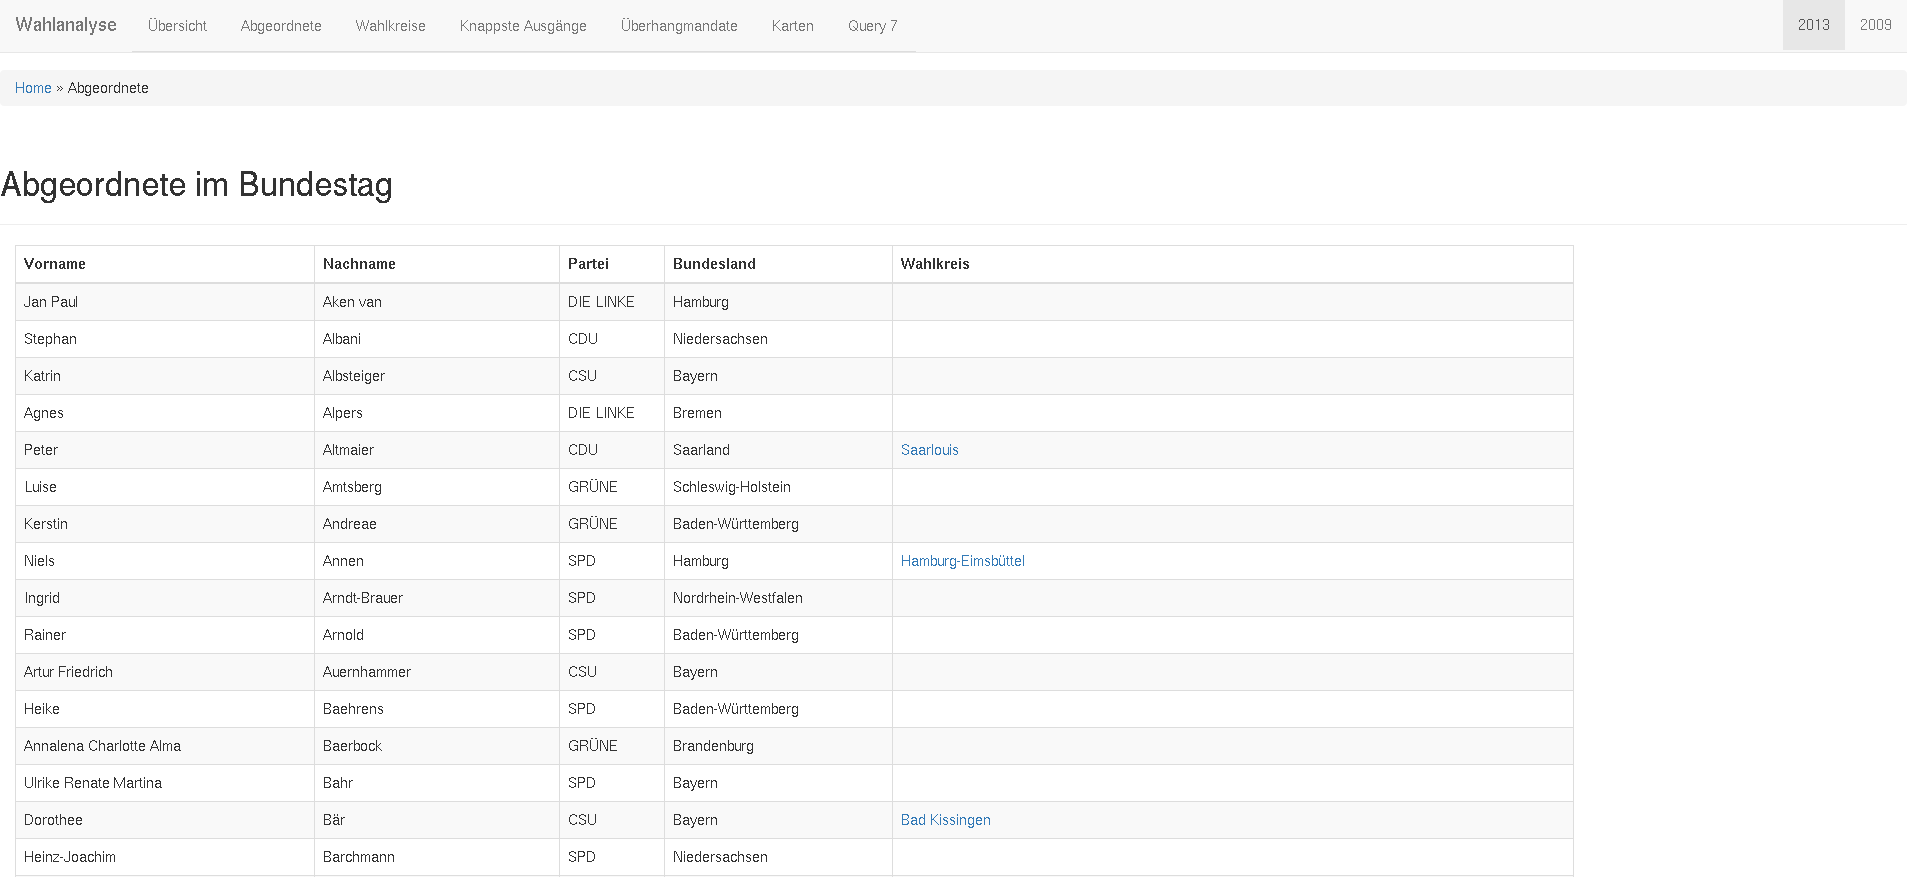 Wahlanalyse Übersicht Abgeordnete Wahlkreise Knappste Ausgänge Überhangmandate Karten Query 7 2013 2009
Home » Abgeordnete
Abgeordnete im Bundestag
Vorname Nachname Partei Bundesland Wahlkreis
Jan Paul Aken van DIE LINKE Hamburg
Stephan Albani CDU Niedersachsen
Katrin Albsteiger CSU Bayern
Agnes Alpers DIE LINKE Bremen
Peter Altmaier CDU Saarland Saarlouis
Luise Amtsberg GRÜNE Schleswig-Holstein
Kerstin Andreae GRÜNE Baden-Württemberg
Niels Annen SPD Hamburg Hamburg-Eimsbüttel
Ingrid Arndt-Brauer SPD Nordrhein-Westfalen
Rainer Arnold SPD Baden-Württemberg
Artur Friedrich Auernhammer CSU Bayern
Heike Baehrens SPD Baden-Württemberg
Annalena Charlotte Alma Baerbock GRÜNE Brandenburg
Ulrike Renate Martina Bahr SPD Bayern
Dorothee Bär CSU Bayern Bad Kissingen
Heinz-Joachim Barchmann SPD Niedersachsen